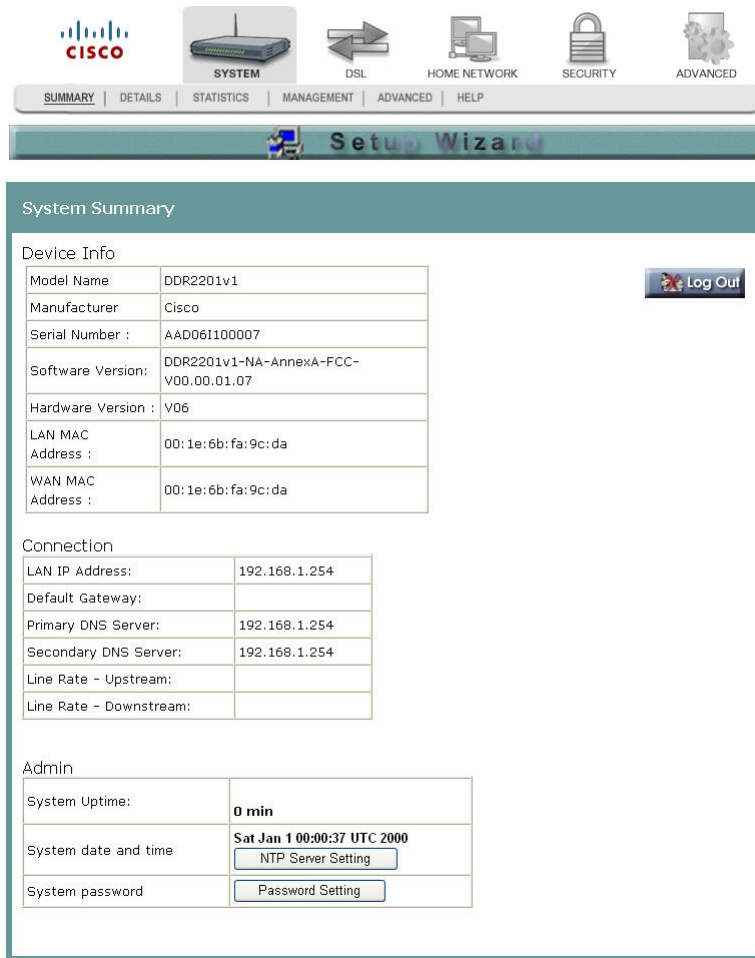 CISCO
SYSTEM
DSL
HOME NETWORK
SECURITY
ADVANCED
SUMMARY | DETAILS | STATISTICS | MANAGEMENT | ADVANCED | HELP
Setup Wizard
System Summary
Device Info
Log Out
Model Name DDR2201v1
Manufacturer Cisco
Serial Number : AAD06I100007
Software Version: DDR2201v1-NA-AnnexA-FCC-
V00.00.01.07
Hardware Version : V06
LAN MAC
Address : 00:1e:6b:fa:9c:da
WAN MAC
Address : 00:1e:6b:fa:9c:da
Connection
LAN IP Address: 192.168.1.254
Default Gateway:
Primary DNS Server: 192.168.1.254
Secondary DNS Server: 192.168.1.254
Line Rate - Upstream:
Line Rate - Downstream:
Admin
System Uptime: 0 min
System date and time Sat Jan 1 00:00:37 UTC 2000
NTP Server Setting
System password Password Setting